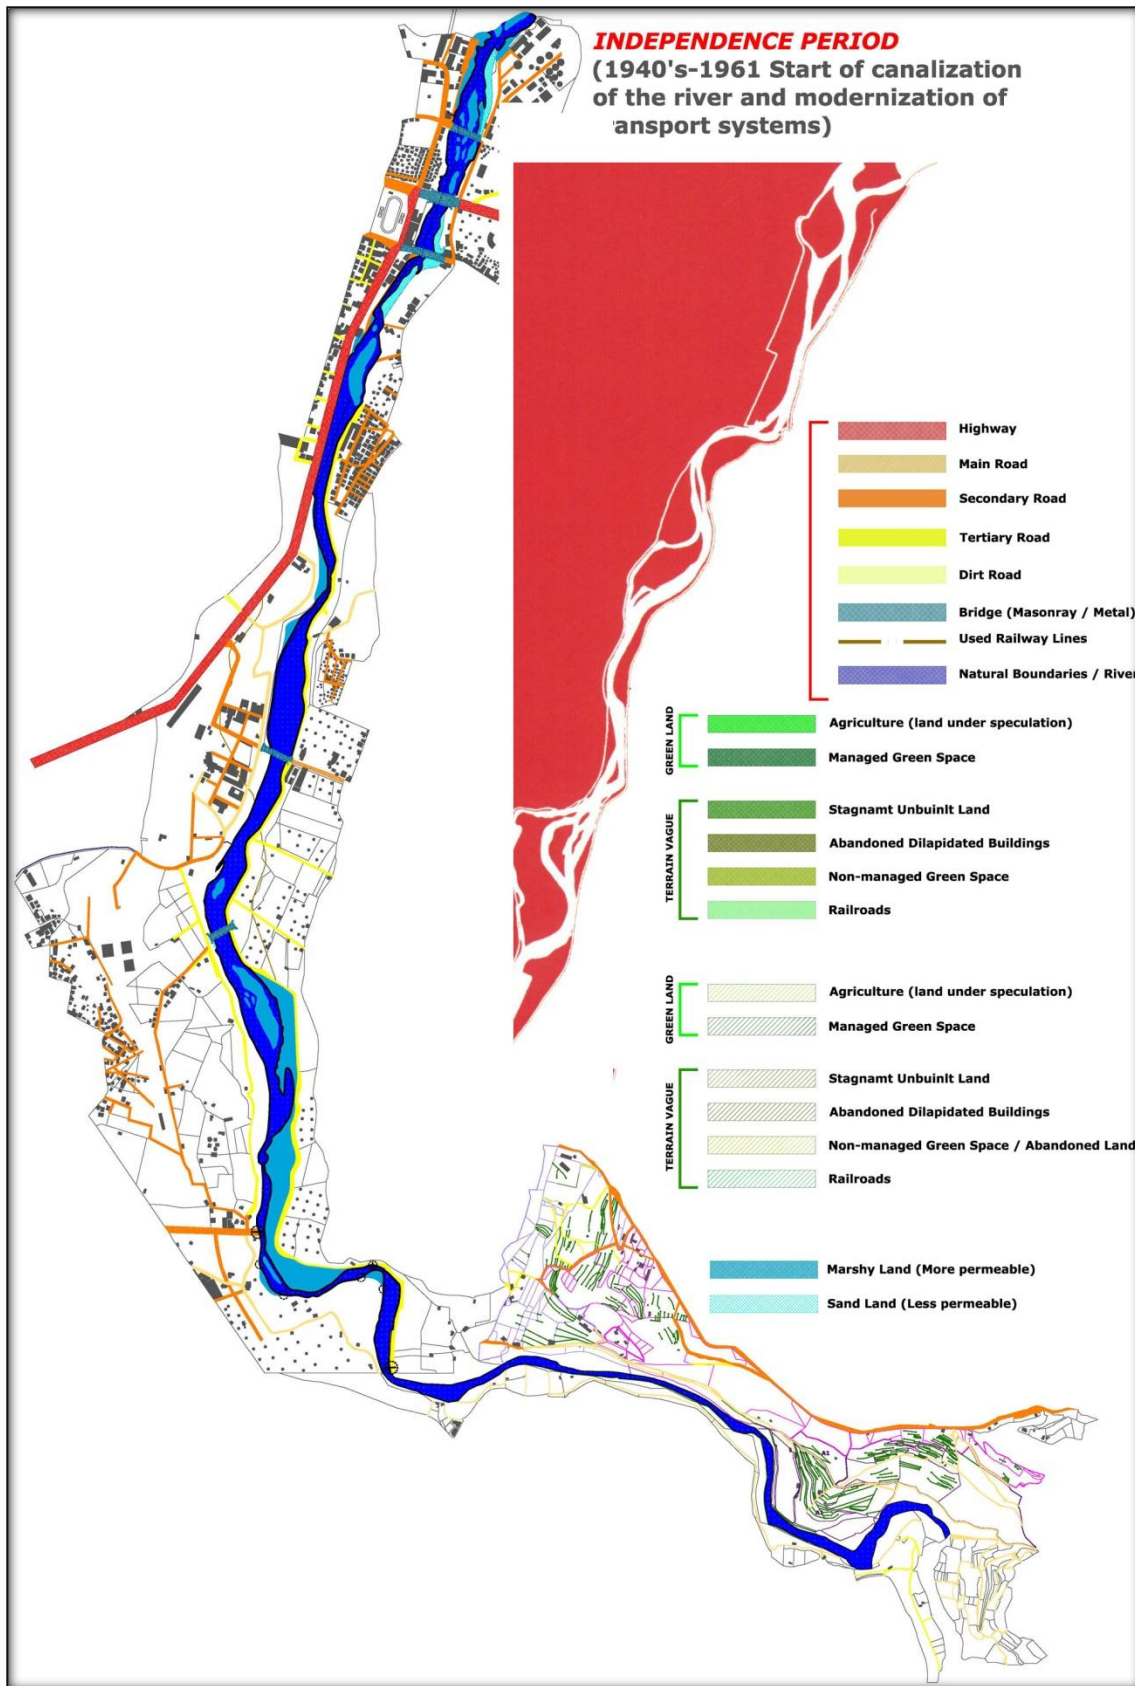 INDEPENDENCE PERIOD
(1940's-1961 Start of canalization
of the river and modernization of
ansport systems)
Highway
Main Road
Secondary Road
Tertiary Road
Dirt Road
Bridge (Masonray / Metal)
Used Railway Lines
Natural Boundaries / River
GREEN LAND
Agriculture (land under speculation)
Managed Green Space
TERRAIN VAGUE
Stagnamt Unbuinlt Land
Abandoned Dilapidated Buildings
Non-managed Green Space
Railroads
GREEN LAND
Agriculture (land under speculation)
Managed Green Space
TERRAIN VAGUE
Stagnamt Unbuinlt Land
Abandoned Dilapidated Buildings
Non-managed Green Space / Abandoned Land
Railroads
Marshy Land (More permeable)
Sand Land (Less permeable)
A1